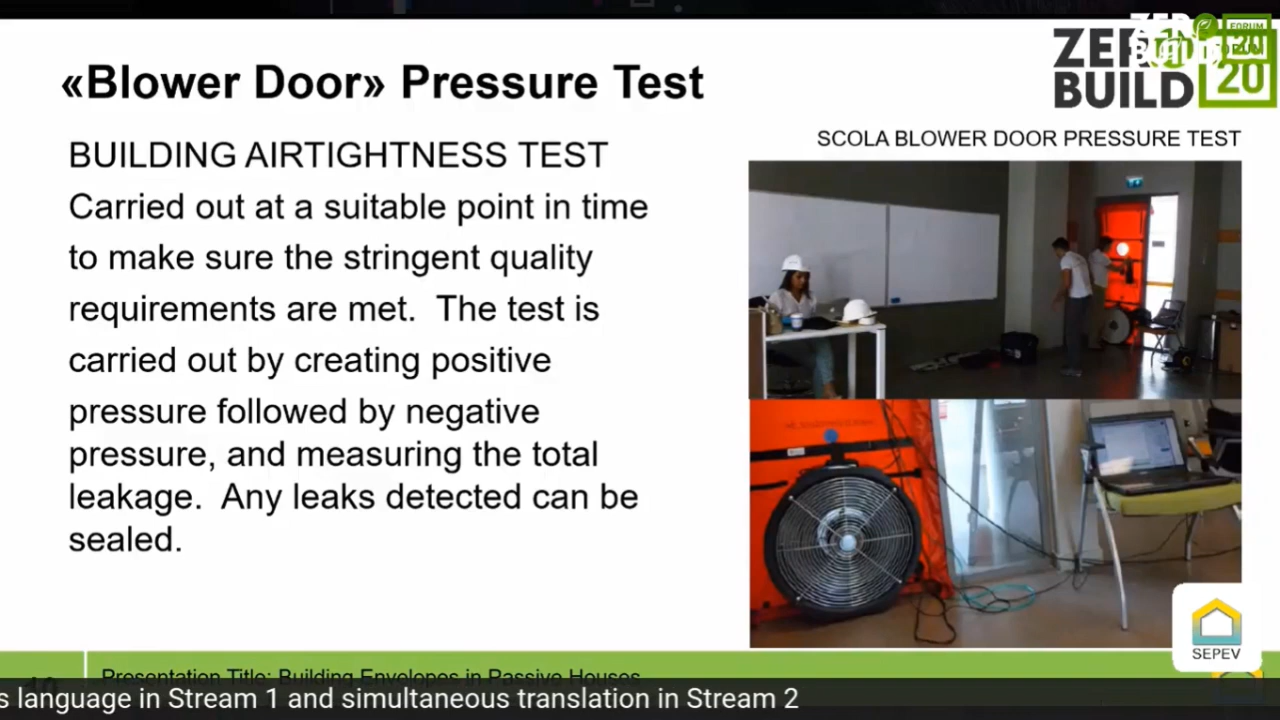 «Blower Door» Pressure Test
ZERO
BUILD
FORUM
20
20
SCOLA BLOWER DOOR PRESSURE TEST
BUILDING AIRTIGHTNESS TEST
Carried out at a suitable point in time
to make sure the stringent quality
requirements are met. The test is
carried out by creating positive
pressure followed by negative
pressure, and measuring the total
leakage. Any leaks detected can be
sealed.
SEPEV
Presentation Title: Building Envelopes in Passive Houses
s language in Stream 1 and simultaneous translation in Stream 2